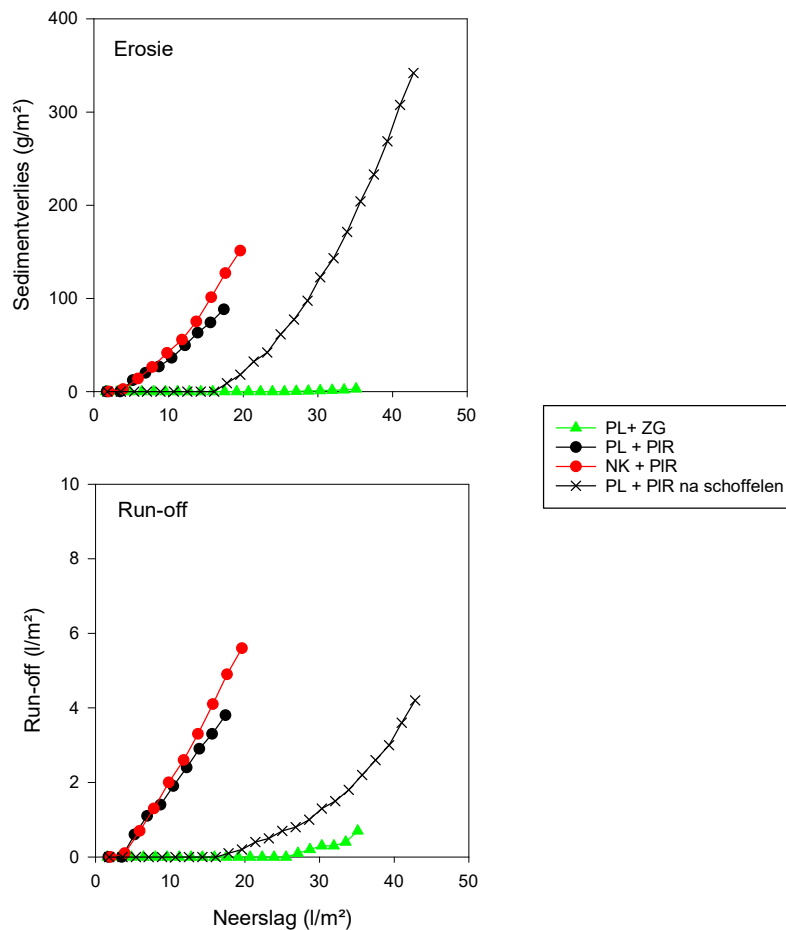 Erosie
Sedimentverlies (g/m²)
400
300
200
100
0
0 10 20 30 40 50
PL+ ZG
PL + PIR
NK + PIR
PL + PIR na schoffelen
Run-off
Run-off (l/m²)
10
8
6
4
2
0
0 10 20 30 40 50
Neerslag (l/m²)